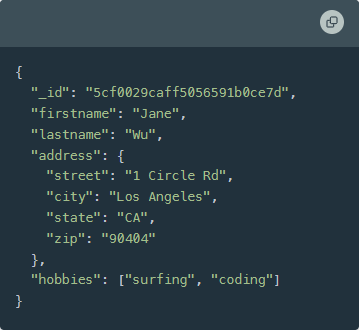 {
  "_id": "5cf0029caff5056591b0ce7d",
  "firstname": "Jane",
  "lastname": "Wu",
  "address": {
    "street": "1 Circle Rd",
    "city": "Los Angeles",
    "state": "CA",
    "zip": "90404"
  },
  "hobbies": ["surfing", "coding"]
}